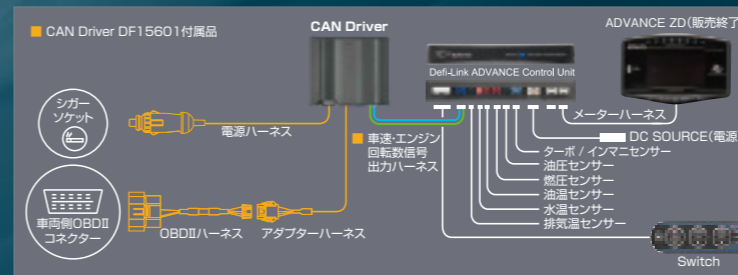 ■ CAN Driver DF15601付属品
CAN Driver
ADVANCE ZD(販売終了
Defi-Link ADVANCE Control Unit
シガー
ソケット
電源ハーネス
■ 車速・エンジン
回転数信号
出力ハーネス
メーターハーネス
DC SOURCE(電源
ターボ / インマニセンサー
油圧センサー
燃圧センサー
油温センサー
水温センサー
排気温センサー
車両側OBDⅡ
コネクター
OBDⅡハーネス
アダプターハーネス
Switch